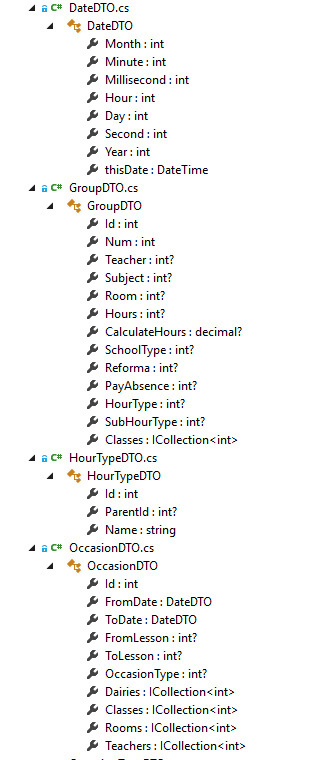 C# DateDTO.cs
DateDTO
Month : int
Minute : int
Millisecond : int
Hour : int
Day : int
Second : int
Year : int
thisDate : DateTime
C# GroupDTO.cs
GroupDTO
Id : int
Num : int
Teacher : int?
Subject : int?
Room : int?
Hours : int?
CalculateHours : decimal?
SchoolType : int?
Reforma : int?
PayAbsence : int?
HourType : int?
SubHourType : int?
Classes : ICollection<int>
C# HourTypeDTO.cs
HourTypeDTO
Id : int
ParentId : int?
Name : string
C# OccasionDTO.cs
OccasionDTO
Id : int
FromDate : DateDTO
ToDate : DateDTO
FromLesson : int?
ToLesson : int?
OccasionType : int?
Dairies : ICollection<int>
Classes : ICollection<int>
Rooms : ICollection<int>
Teachers : ICollection<int>